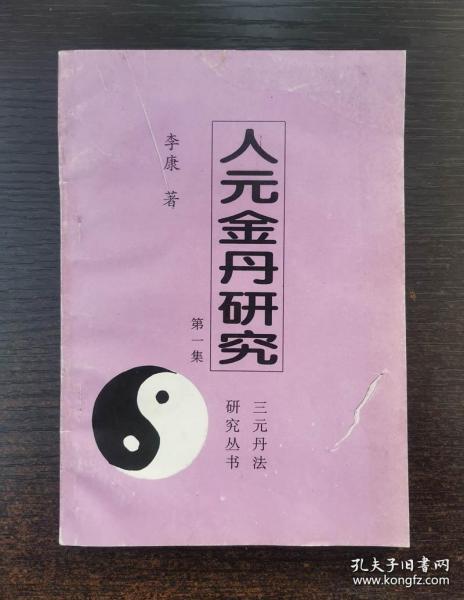 人元金丹研究
第一集
李康 著
三元丹法
研究丛书
孔夫子旧书网
www.kongfz.com